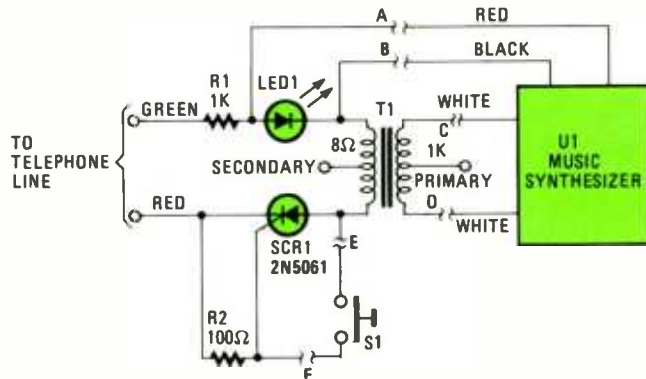 A
RED
B
BLACK
R1
1K
LED1
T1
GREEN
WHITE
TO
TELEPHONE
LINE
8Ω
C
1K
SECONDARY
PRIMARY
U1
MUSIC
SYNTHESIZER
RED
O
WHITE
SCR1
2N5061
E
R2
100Ω
S1
F